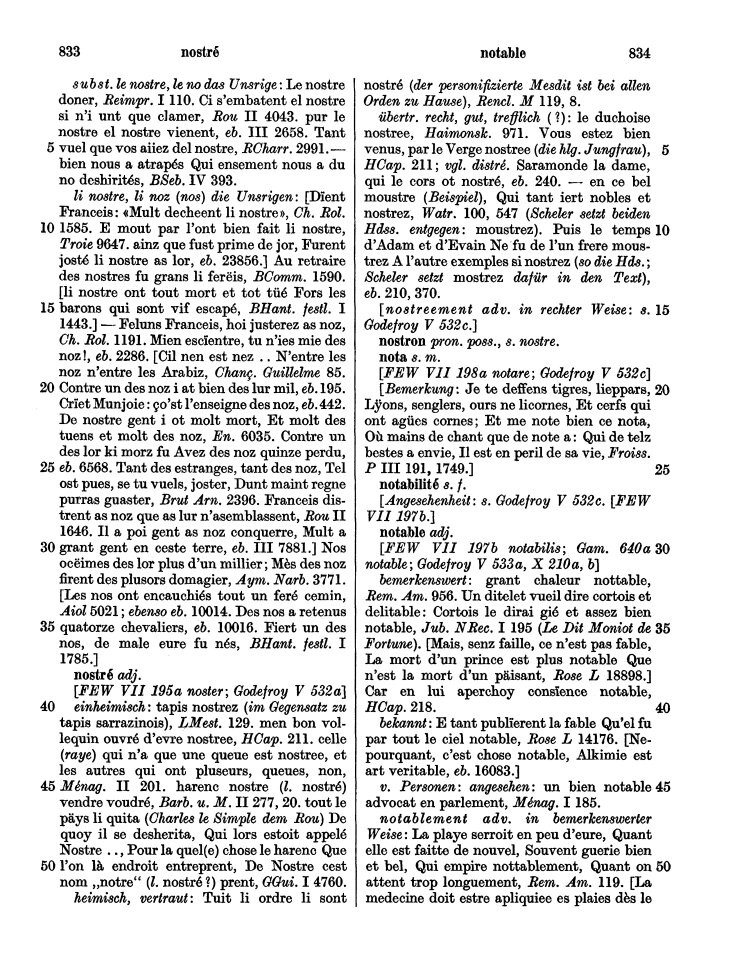 833 nostré
subst. le nostre, le no das Unsrige: Le nostre
doner, Reimpr. I 110. Ci s'embatent el nostre
si n'i unt que clamer, Rou II 4043. pur le
nostre el nostre vienent, eb. III 2658. Tant
5 vuel que vos aiiez del nostre, RCharr. 2991.—
bien nous a atrapés Qui ensement nous a du
no deshirités, BSeb. IV 393.
li nostre, li noz (nos) die Unsrigen: [Dïent
Franceis: «Mult decheent li nostre», Ch. Rol.
10 1585. E mout par l'ont bien fait li nostre,
Troie 9647. ainz que fust prime de jor, Furent
josté li nostre as lor, eb. 23856.] Au retraire
des nostres fu grans li ferëis, BComm. 1590.
[li nostre ont tout mort et tot tüé Fors les
15 barons qui sont vif escapé, BHant. festl. I
1443.] — Feluns Franceis, hoi justerez as noz,
Ch. Rol. 1191. Mien escïentre, tu n'ies mie des
noz!, eb. 2286. [Cil nen est nez .. N'entre les
noz n'entre les Arabiz, Chanç. Guillelme 85.
20 Contre un des noz i at bien des lur mil, eb. 195.
Crïet Munjoie: ço'st l'enseigne des noz, eb. 442.
De nostre gent i ot molt mort, Et molt des
tuens et molt des noz, En. 6035. Contre un
des lor ki morz fu Avez des noz quinze perdu,
25 eb. 6568. Tant des estranges, tant des noz, Tel
ost pues, se tu vuels, joster, Dunt maint regne
purras guaster, Brut Arn. 2396. Franceis dis-
trent as noz que as lur n'asemblassent, Rou II
1646. Il a poi gent as noz conquerre, Mult a
30 grant gent en ceste terre, eb. III 7881.] Nos
ocëimes des lor plus d'un millier; Mès des noz
firent des plusors domagier, Aym. Narb. 3771.
[Les nos ont encauchiés tout un feré cemin,
Aiol 5021; ebenso eb. 10014. Des nos a retenus
35 quatorze chevaliers, eb. 10016. Fiert un des
nos, de male eure fu nés, BHant. festl. I
1785.]
nostré adj.
[FEW VII 195a noster; Godefroy V 532a]
40 einheimisch: tapis nostrez (im Gegensatz zu
tapis sarrazinois), LMest. 129. men bon vol-
lequin ouvré d'evre nostree, HCap. 211. celle
(raye) qui n'a que une queue est nostree, et
les autres qui ont pluseurs, queues, non,
45 Ménag. II 201. harenc nostre (l. nostré)
vendre voudré, Barb. u. M. II 277, 20. tout le
päys li quita (Charles le Simple dem Rou) De
quoy il se desherita, Qui lors estoit appelé
Nostre . ., Pour la quel(e) chose le harenc Que
50 l'on là endroit entreprent, De Nostre cest
nom „notre“ (l. nostré?) prent, GGui. I 4760.
heimisch, vertraut: Tuit li ordre li sont
notable 834
nostré (der personifizierte Mesdit ist bei allen
Orden zu Hause), Rencl. M 119, 8.
übertr. recht, gut, trefflich (?): le duchoise
nostree, Haimonsk. 971. Vous estez bien
venus, par le Verge nostree (die hlg. Jungfrau), 5
HCap. 211; vgl. distré. Saramonde la dame,
qui le cors ot nostré, eb. 240. — en ce bel
moustre (Beispiel), Qui tant iert nobles et
nostrez, Watr. 100, 547 (Scheler setzt beiden
Hdss. entgegen: moustrez). Puis le temps 10
d'Adam et d'Evain Ne fu de l'un frere mous-
trez A l'autre exemples si nostrez (so die Hds.;
Scheler setzt mostrez dafür in den Text),
eb. 210, 370.
[nostreement adv. in rechter Weise: s. 15
Godefroy V 532c.]
nostron pron. poss., s. nostre.
nota s. m.
[FEW VII 198a notare; Godefroy V 532c]
[Bemerkung: Je te deffens tigres, lieppars, 20
Lÿons, senglers, ours ne licornes, Et cerfs qui
ont agües cornes; Et me note bien ce nota,
Où mains de chant que de note a: Qui de telz
bestes a envie, Il est en peril de sa vie, Froiss.
P III 191, 1749.] 25
notabilité s. f.
[Angesehenheit: s. Godefroy V 532c. [FEW
VII 197b.]
notable adj.
[FEW VII 197b notabilis; Gam. 640a 30
notable; Godefroy V 533a, X 210a, b]
bemerkenswert: grant chaleur nottable,
Rem. Am. 956. Un ditelet vueil dire cortois et
delitable: Cortois le dirai gié et assez bien
notable, Jub. NRec. I 195 (Le Dit Moniot de 35
Fortune). [Mais, senz faille, ce n'est pas fable,
La mort d'un prince est plus notable Que
n'est la mort d'un päisant, Rose L 18898.]
Car en lui aperchoy consïence notable,
HCap. 218. 40
bekannt: E tant publïerent la fable Qu'el fu
par tout le ciel notable, Rose L 14176. [Ne-
pourquant, c'est chose notable, Alkimie est
art veritable, eb. 16083.]
v. Personen: angesehen: un bien notable 45
advocat en parlement, Ménag. I 185.
notablement adv. in bemerkenswerter
Weise: La playe serroit en peu d'eure, Quant
elle est faitte de nouvel, Souvent guerie bien
et bel, Qui empire nottablement, Quant on 50
attent trop longuement, Rem. Am. 119. [La
medecine doit estre apliquiee es plaies dès le